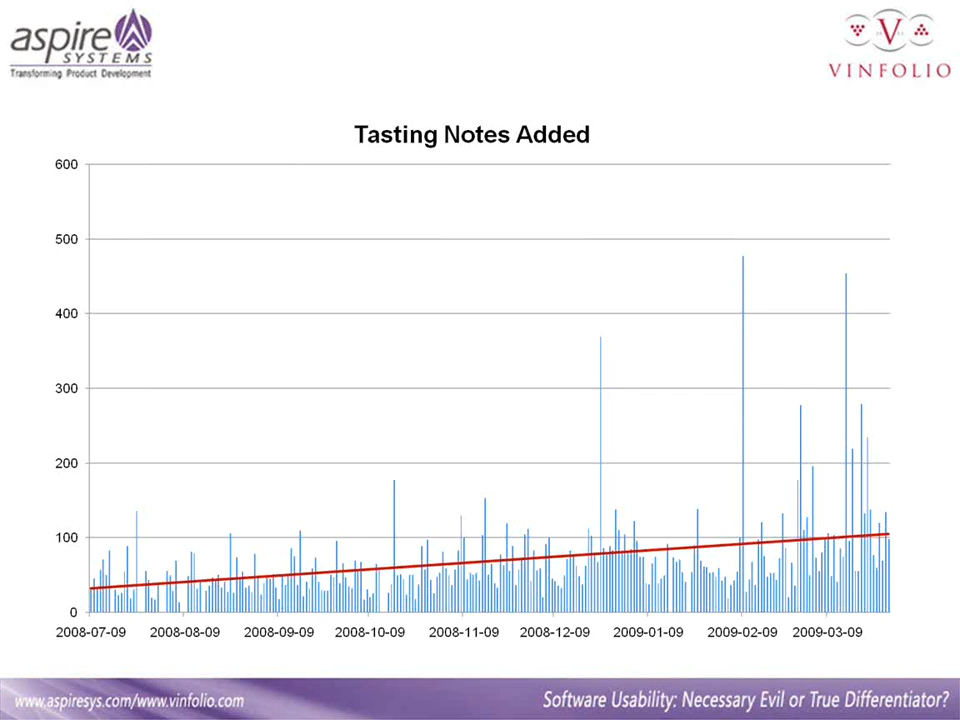 aspire
SYSTEMS
Transforming Product Development
V
VINFOLIO
Tasting Notes Added
600
500
400
300
200
100
0
2008-07-09 2008-08-09 2008-09-09 2008-10-09 2008-11-09 2008-12-09 2009-01-09 2009-02-09 2009-03-09
www.aspiresys.com/www.vinfolio.com
Software Usability: Necessary Evil or True Differentiator?